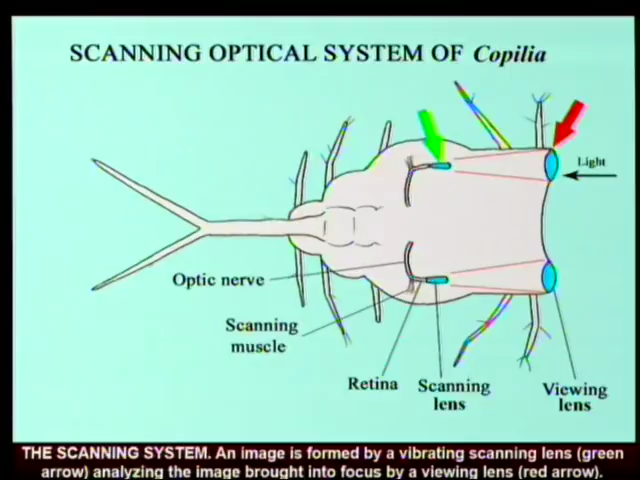 SCANNING OPTICAL SYSTEM OF Copilia
Light
Optic nerve
Scanning
muscle
Retina
Scanning
lens
Viewing
lens
THE SCANNING SYSTEM. An image is formed by a vibrating scanning lens (green
arrow) analyzing the image brought into focus by a viewing lens (red arrow).